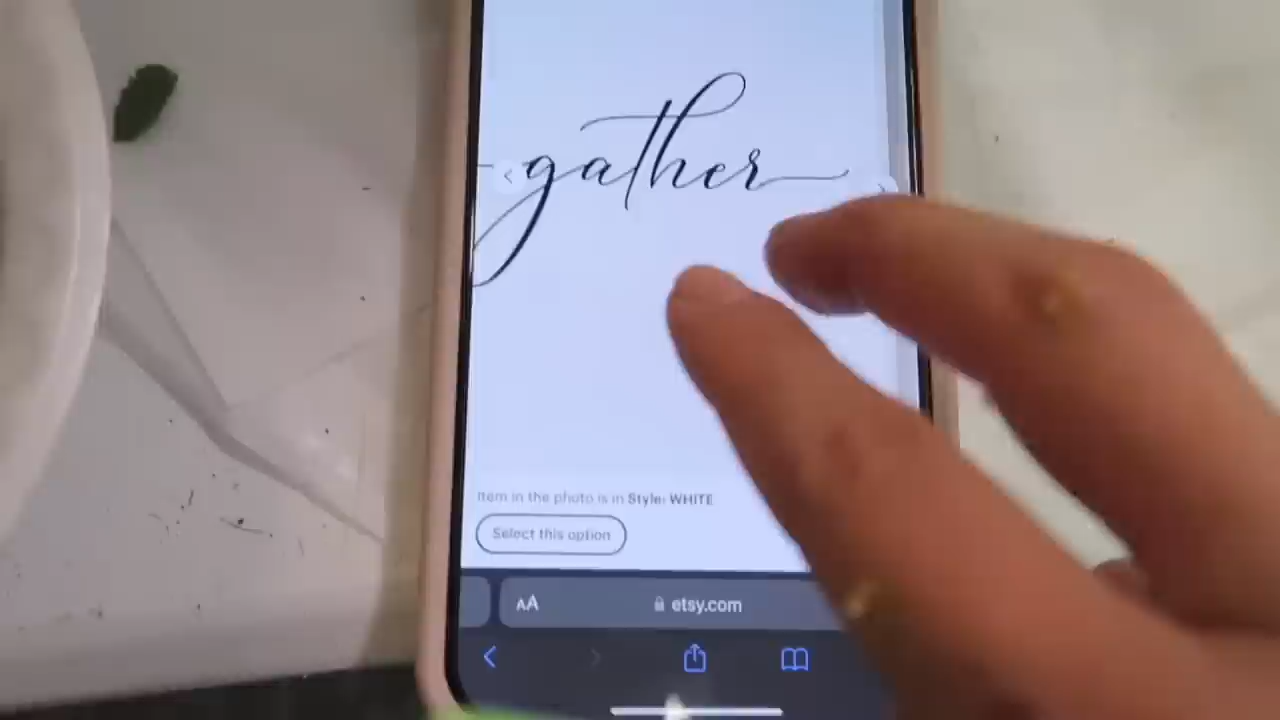 gather
Item in the photo is in Style: WHITE
Select this option
AA etsy.com